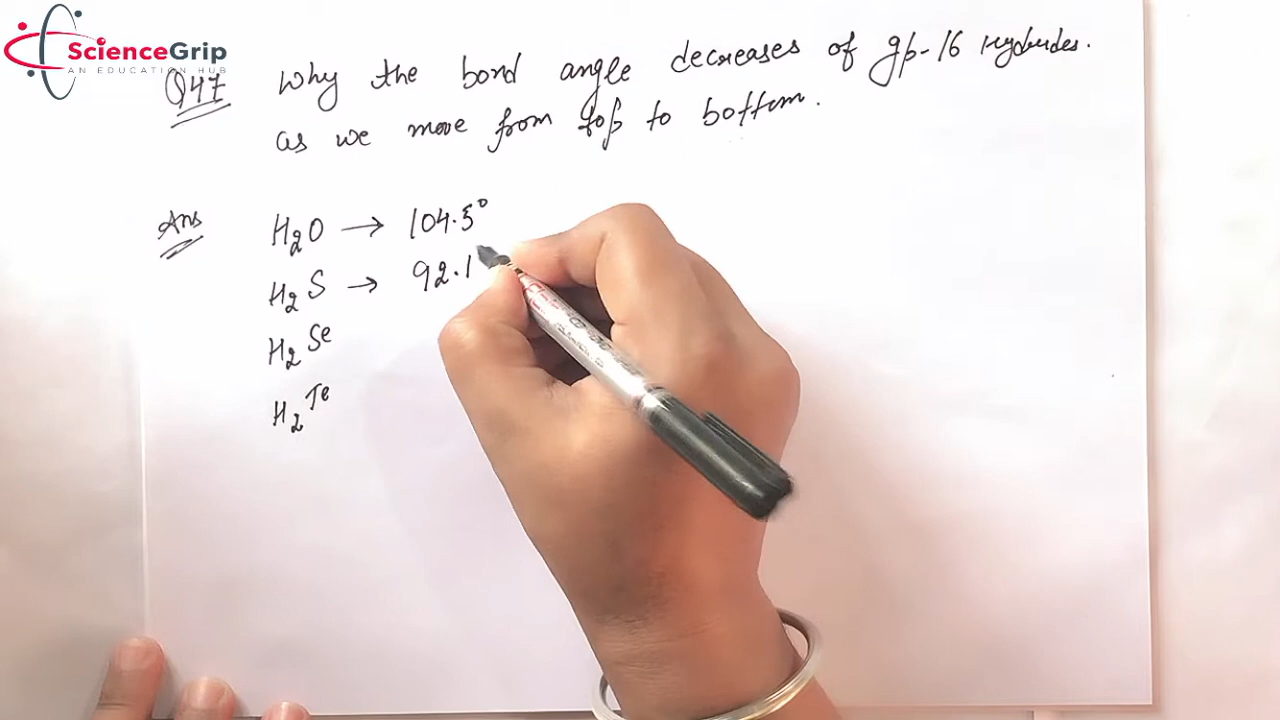 ScienceGrip
AN EDUCATION HUB
Q47 Why the bond angle decreases of gp-16 Hydrides.
as we move from top to bottom.
Ans H2O → 104.5°
H2S → 92.1
H2Se
H2Te